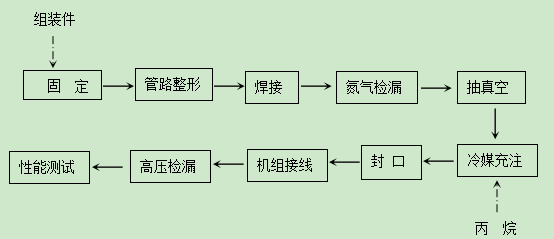 组装件
固 定
管路整形
焊接
氮气检漏
抽真空
性能测试
高压检漏
机组接线
封 口
冷媒充注
丙 烷